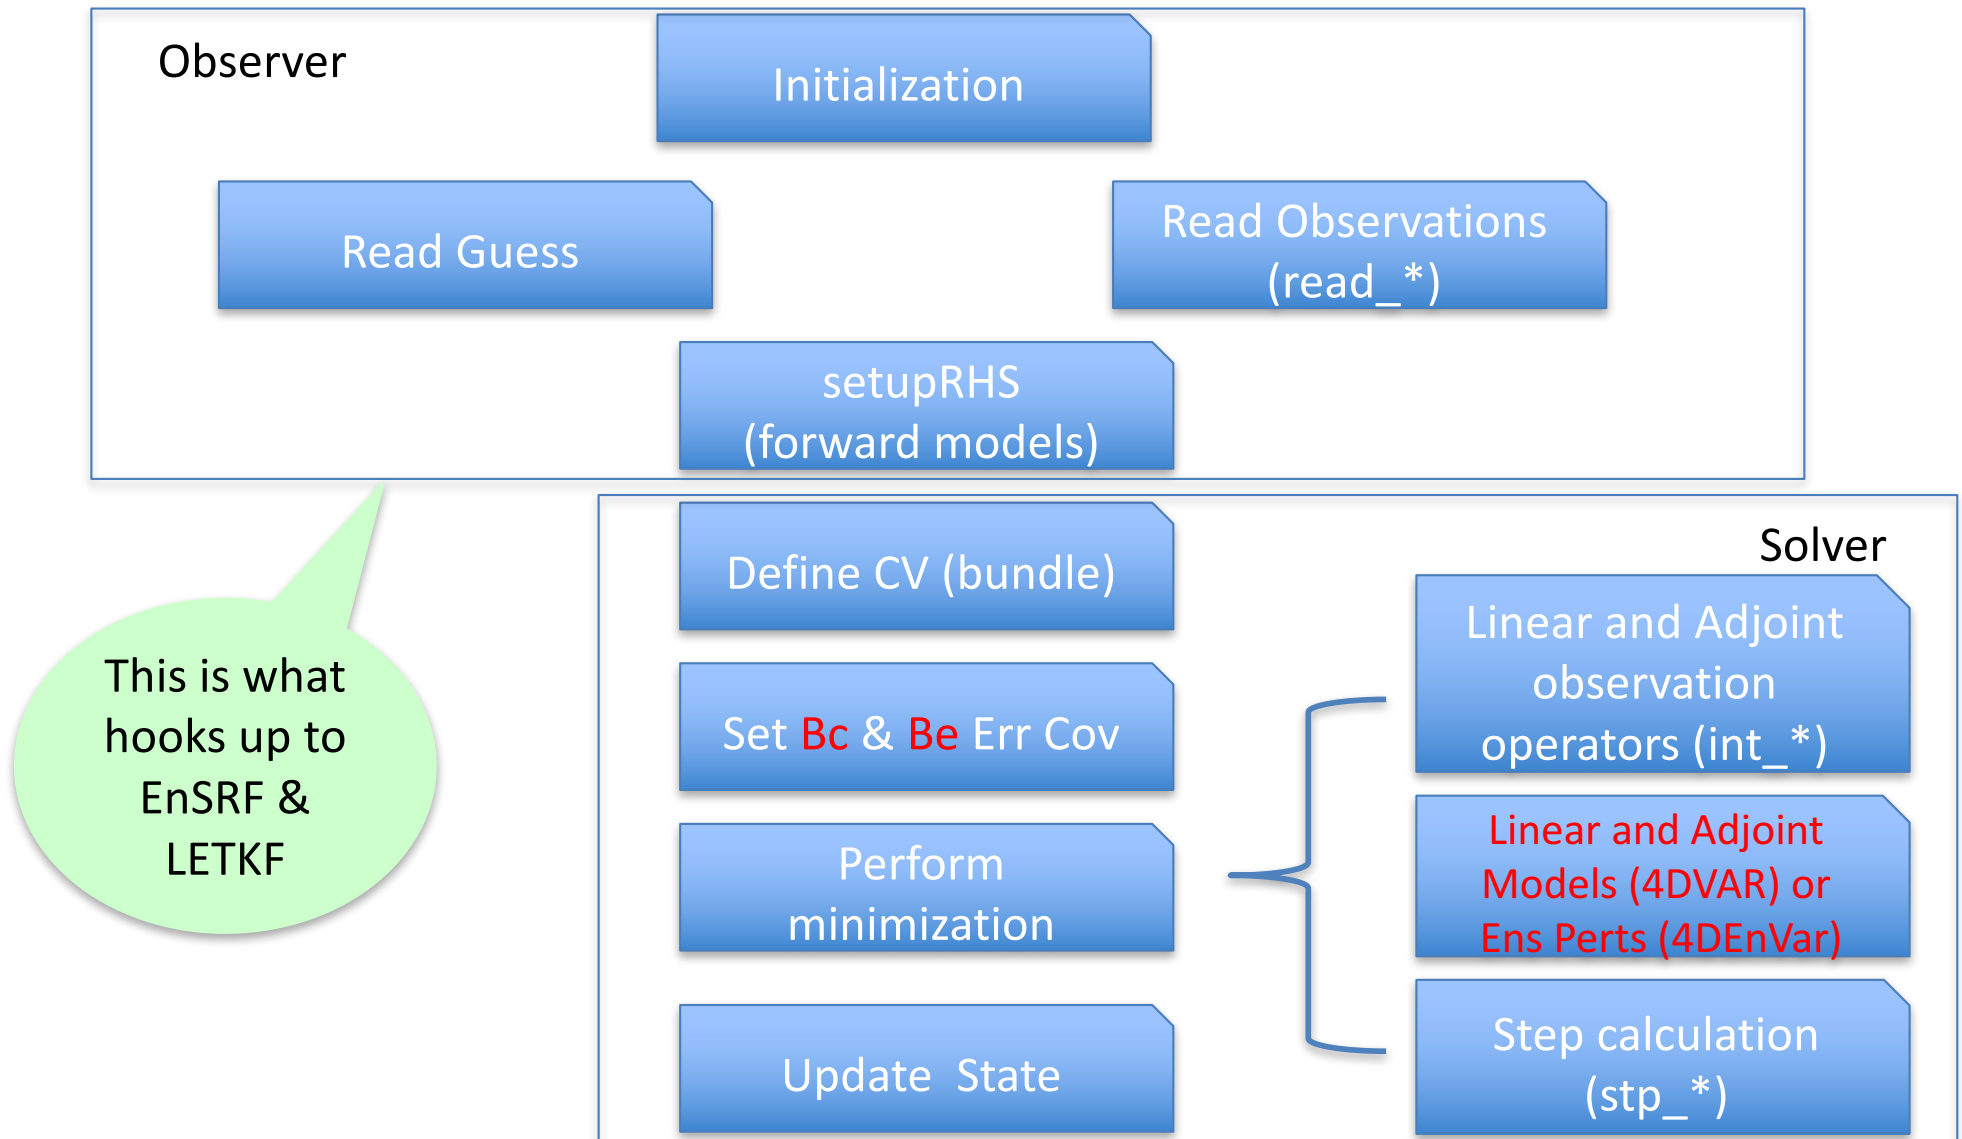 Observer
Initialization
Read Guess
Read Observations
(read_*)
setupRHS
(forward models)
Solver
Define CV (bundle)
Set Bc & Be Err Cov
Perform
minimization
Update  State
Linear and Adjoint
observation
operators (int_*)
Linear and Adjoint
Models (4DVAR) or
Ens Perts (4DEnVar)
Step calculation
(stp_*)
This is what
hooks up to
EnSRF &
LETKF